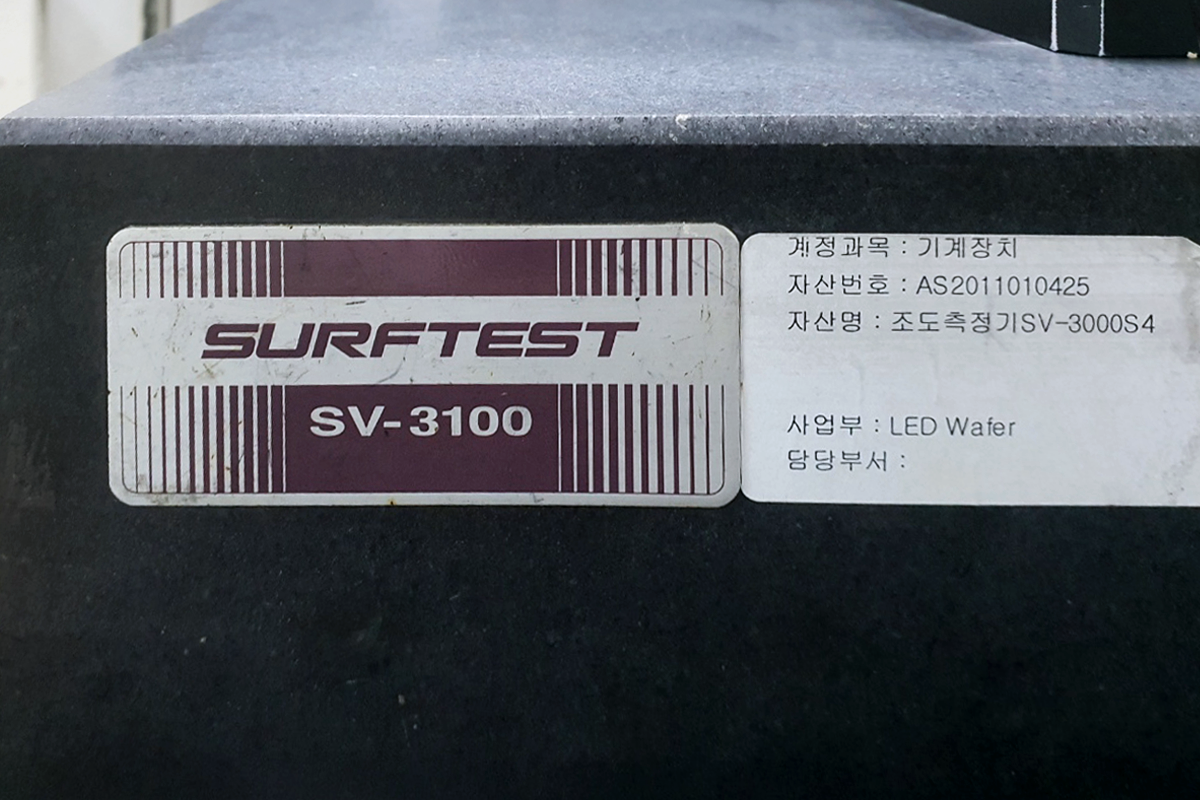 SURFTEST
SV-3100
계정과목 : 기계장치
자산번호 : AS2011010425
자산명 : 조도측정기SV-3000S4
사업부 : LED Wafer
담당부서 :